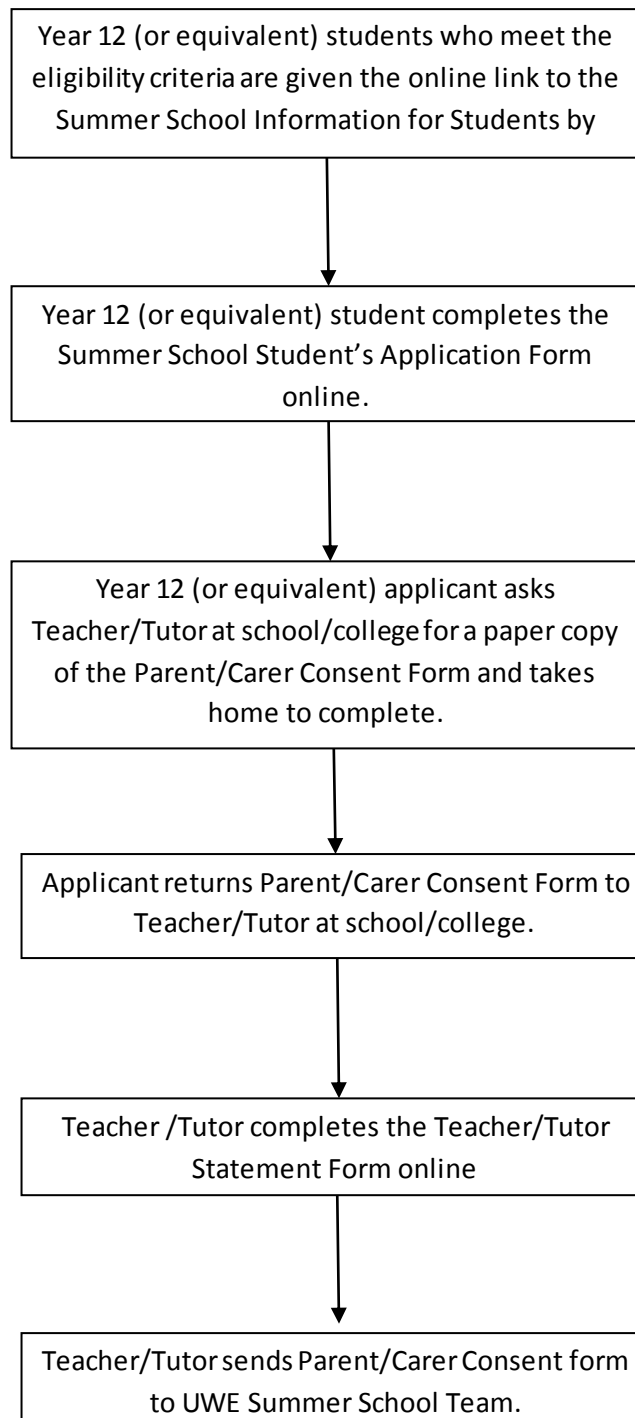 Year 12 (or equivalent) students who meet the
eligibility criteria are given the online link to the
Summer School Information for Students by
Year 12 (or equivalent) student completes the
Summer School Student’s Application Form
online.
Year 12 (or equivalent) applicant asks
Teacher/Tutor at school/college for a paper copy
of the Parent/Carer Consent Form and takes
home to complete.
Applicant returns Parent/Carer Consent Form to
Teacher/Tutor at school/college.
Teacher /Tutor completes the Teacher/Tutor
Statement Form online
Teacher/Tutor sends Parent/Carer Consent form
to UWE Summer School Team.